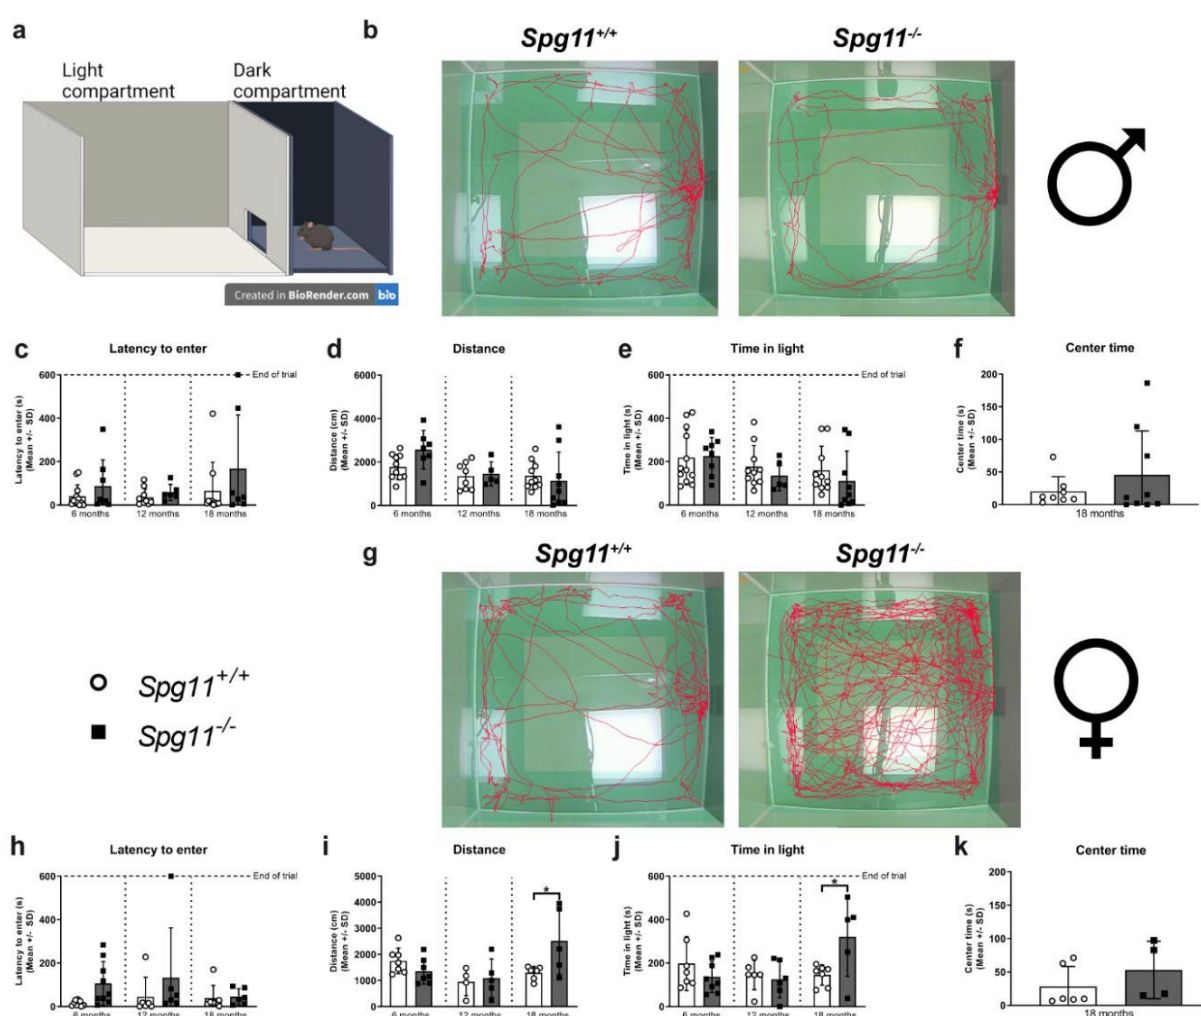 a
Light
compartment
Dark
compartment
Created in BioRender.com bio
b
Spg11+/+
Spg11-/-
c
Latency to enter
Latency to enter (s)
(Mean +/- SD)
600
400
200
0
End of trial
6 months
12 months
18 months
d
Distance
Distance (cm)
(Mean +/- SD)
6000
4000
2000
0
6 months
12 months
18 months
e
Time in light
Time in light (s)
(Mean +/- SD)
600
400
200
0
End of trial
6 months
12 months
18 months
f
Center time
Center time (s)
(Mean +/- SD)
200
150
100
50
0
18 months
g
Spg11+/+
Spg11-/-
Spg11+/+
Spg11-/-
h
Latency to enter
Latency to enter (s)
(Mean +/- SD)
600
400
200
0
End of trial
6 months
12 months
18 months
i
Distance
Distance (cm)
(Mean +/- SD)
5000
4000
3000
2000
1000
0
*
6 months
12 months
18 months
j
Time in light
Time in light (s)
(Mean +/- SD)
600
400
200
0
*
End of trial
6 months
12 months
18 months
k
Center time
Center time (s)
(Mean +/- SD)
200
150
100
50
0
18 months